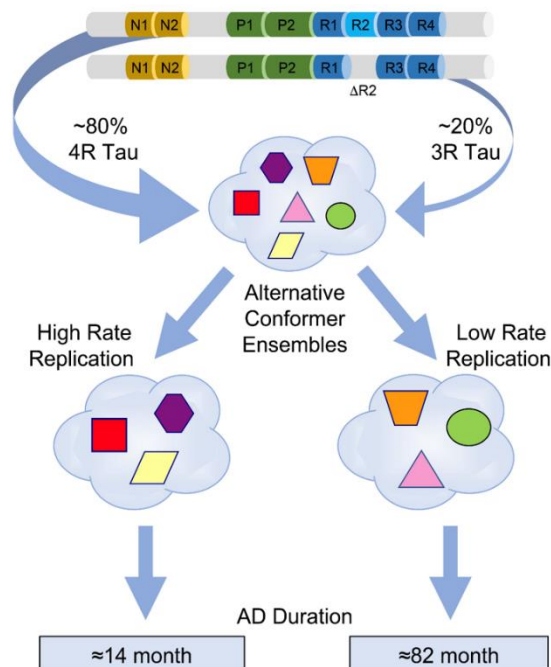 N1 N2 P1 P2 R1 R2 R3 R4
N1 N2 P1 P2 R1 R3 R4
ΔR2
~80%
4R Tau
~20%
3R Tau
Alternative
Conformer
Ensembles
High Rate
Replication
Low Rate
Replication
AD Duration
≈14 month
≈82 month